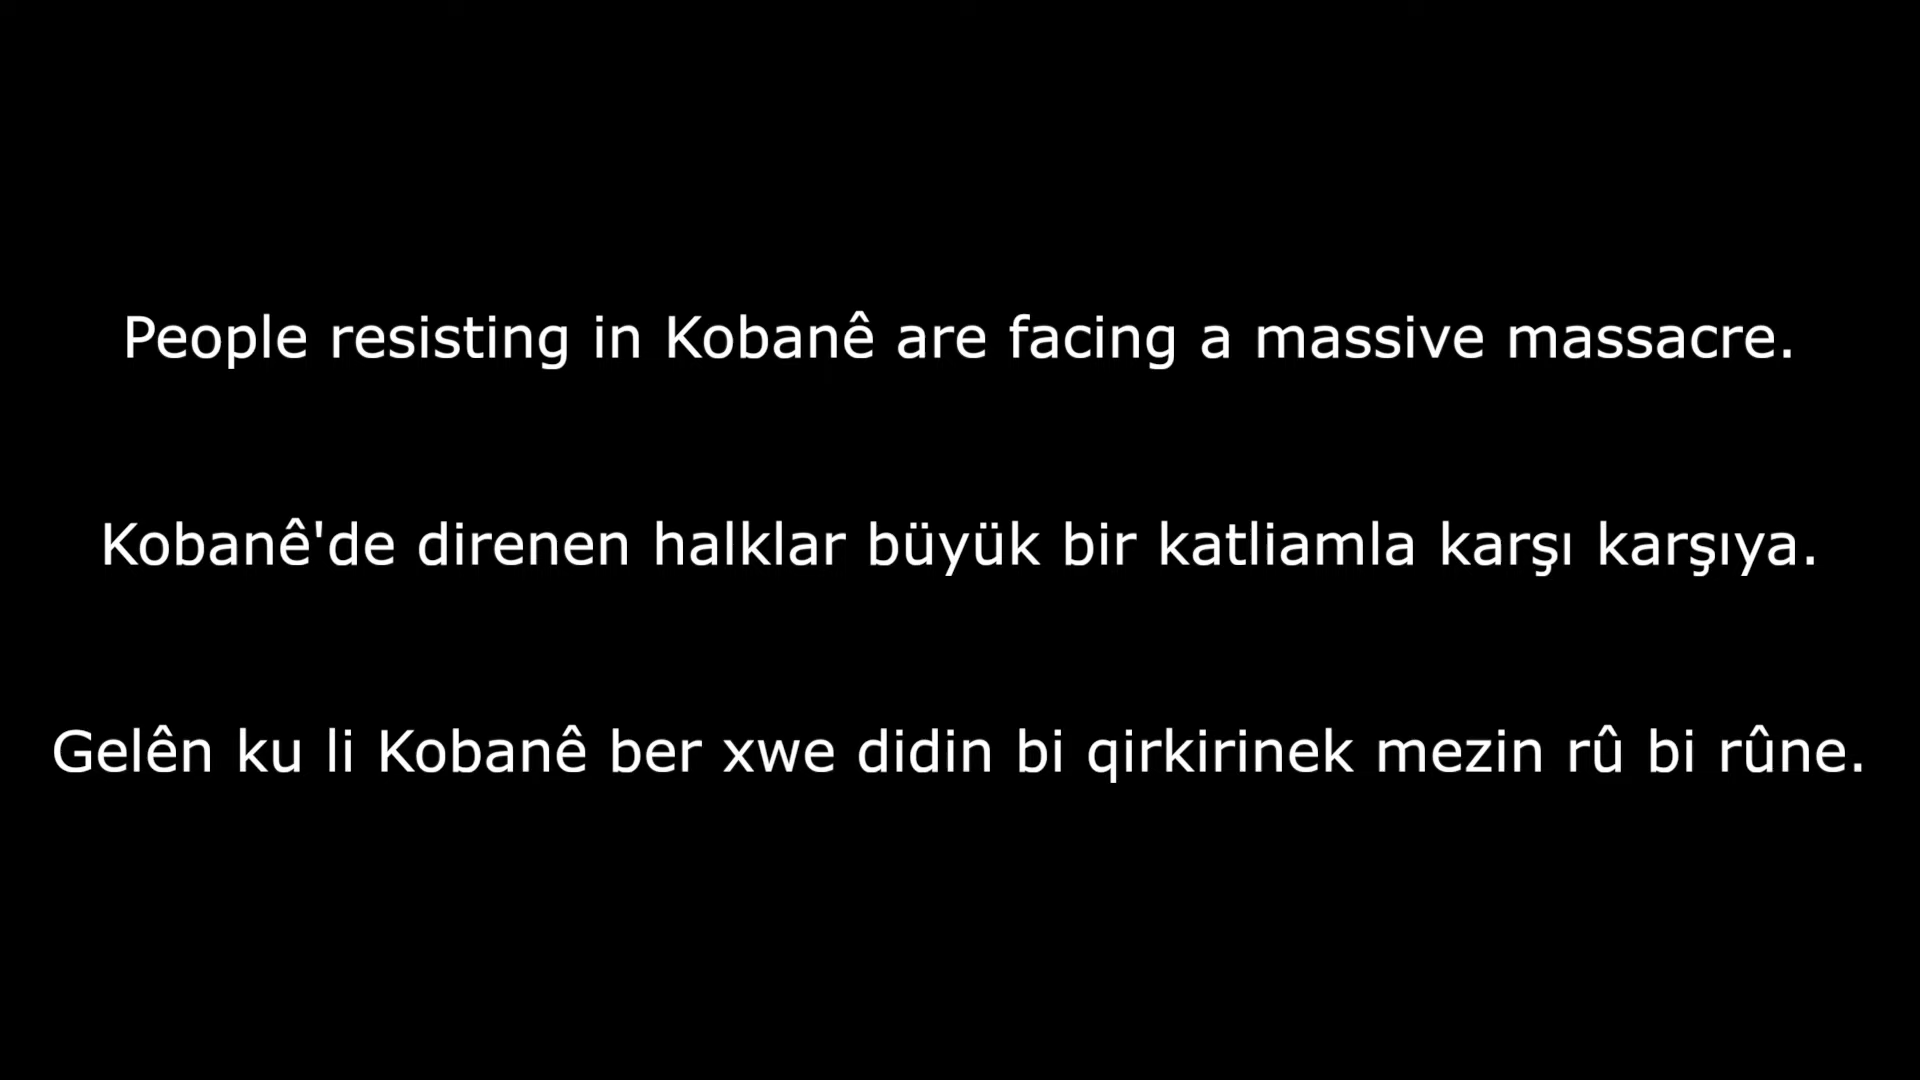 People resisting in Kobanê are facing a massive massacre.
Kobanê'de direnen halklar büyük bir katliamla karşı karşıya.
Gelên ku li Kobanê ber xwe didin bi qirkirinek mezin rû bi rûne.